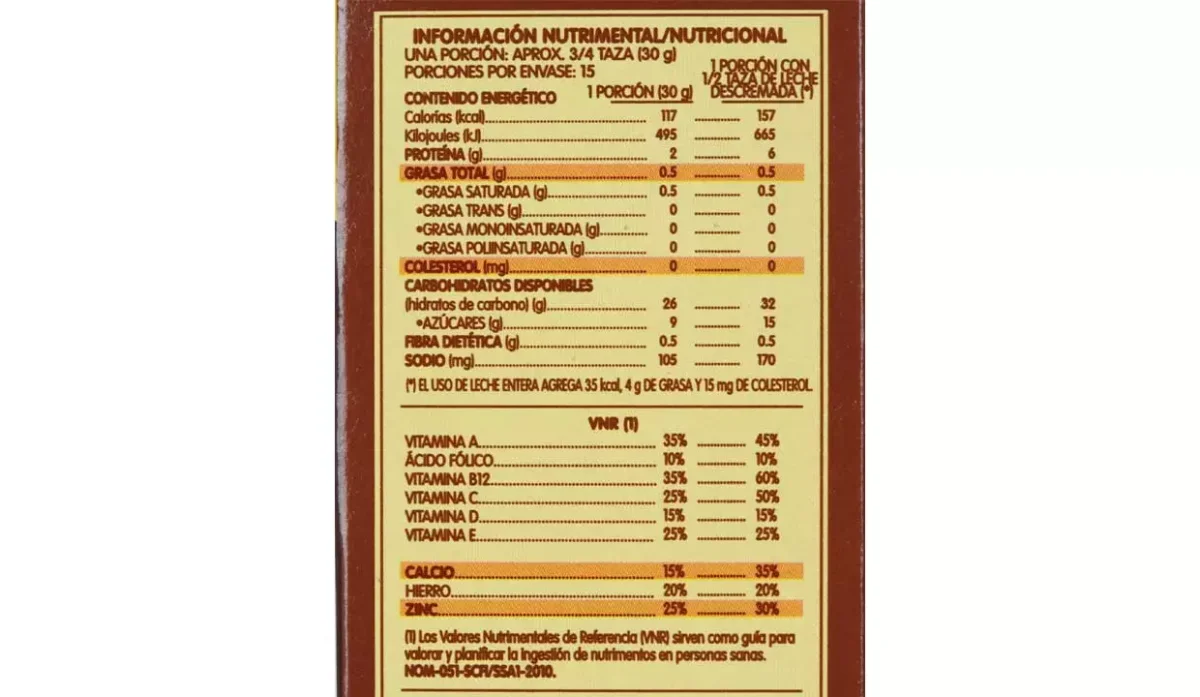 INFORMACIÓN NUTRIMENTAL/NUTRICIONAL
UNA PORCIÓN: APROX. 3/4 TAZA (30 g)
PORCIONES POR ENVASE: 15
1 PORCIÓN CON
1/2 TAZA DE LECHE
CONTENIDO ENERGÉTICO 1 PORCIÓN (30 g) DESCREMADA (*)
Calorías (kcal) 117 157
Kilojoules (kJ) 495 665
PROTEÍNA (g) 2 6
GRASA TOTAL (g) 0.5 0.5
•GRASA SATURADA (g) 0.5 0.5
•GRASA TRANS (g) 0 0
•GRASA MONOINSATURADA (g) 0 0
•GRASA POLIINSATURADA (g) 0 0
COLESTEROL (mg) 0 0
CARBOHIDRATOS DISPONIBLES
(hidratos de carbono) (g) 26 32
•AZÚCARES (g) 9 15
FIBRA DIETÉTICA (g) 0.5 0.5
SODIO (mg) 105 170
(*) EL USO DE LECHE ENTERA AGREGA 35 kcal, 4 g DE GRASA Y 15 mg DE COLESTEROL.
VNR (1)
VITAMINA A 35% 45%
ÁCIDO FÓLICO 10% 10%
VITAMINA B12 35% 60%
VITAMINA C 25% 50%
VITAMINA D 15% 15%
VITAMINA E 25% 25%
CALCIO 15% 35%
HIERRO 20% 20%
ZINC 25% 30%
(1) Los Valores Nutrimentales de Referencia (VNR) sirven como guía para
valorar y planificar la ingestión de nutrimentos en personas sanas.
NOM-051-SCFI/SSA1-2010.